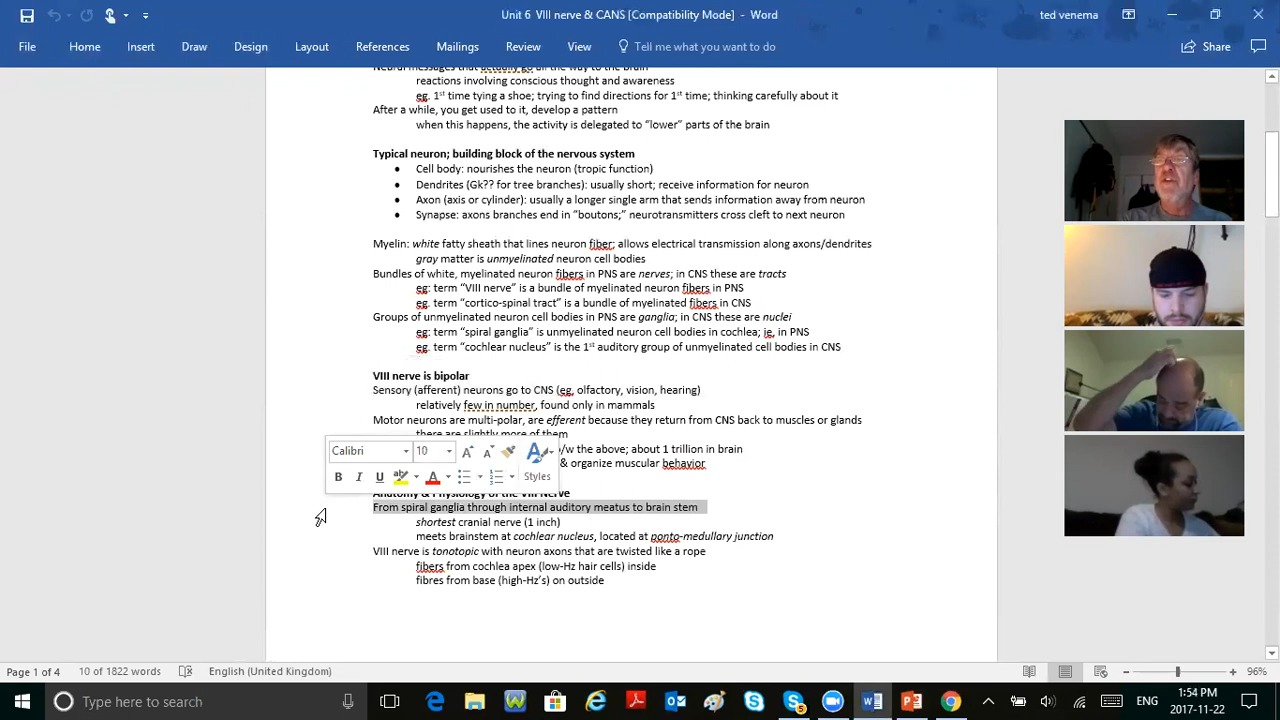 Unit 6 VIII nerve & CANS [Compatibility Mode] - Word
ted venema
File Home Insert Draw Design Layout References Mailings Review View Tell me what you want to do Share
Neural messages that actually go all the way to the brain
reactions involving conscious thought and awareness
eg. 1st time tying a shoe; trying to find directions for 1st time; thinking carefully about it
After a while, you get used to it, develop a pattern
when this happens, the activity is delegated to “lower” parts of the brain
Typical neuron; building block of the nervous system
• Cell body: nourishes the neuron (tropic function)
• Dendrites (Gk?? for tree branches): usually short; receive information for neuron
• Axon (axis or cylinder): usually a longer single arm that sends information away from neuron
• Synapse: axons branches end in “boutons;” neurotransmitters cross cleft to next neuron
Myelin: white fatty sheath that lines neuron fiber; allows electrical transmission along axons/dendrites
gray matter is unmyelinated neuron cell bodies
Bundles of white, myelinated neuron fibers in PNS are nerves; in CNS these are tracts
eg: term “VIII nerve” is a bundle of myelinated neuron fibers in PNS
eg. term “cortico-spinal tract” is a bundle of myelinated fibers in CNS
Groups of unmyelinated neuron cell bodies in PNS are ganglia; in CNS these are nuclei
eg: term “spiral ganglia” is unmyelinated neuron cell bodies in cochlea; ie, in PNS
eg. term “cochlear nucleus” is the 1st auditory group of unmyelinated cell bodies in CNS
VIII nerve is bipolar
Sensory (afferent) neurons go to CNS (eg. olfactory, vision, hearing)
relatively few in number, found only in mammals
Motor neurons are multi-polar, are efferent because they return from CNS back to muscles or glands
there are slightly more of them
b/w the above; about 1 trillion in brain
& organize muscular behavior
Calibri 10
B I U aby A Styles
Anatomy & Physiology of the VIII Nerve
From spiral ganglia through internal auditory meatus to brain stem
shortest cranial nerve (1 inch)
meets brainstem at cochlear nucleus, located at ponto-medullary junction
VIII nerve is tonotopic with neuron axons that are twisted like a rope
fibers from cochlea apex (low-Hz hair cells) inside
fibres from base (high-Hz’s) on outside
Page 1 of 4 10 of 1822 words English (United Kingdom) 96%
Type here to search
ENG
1:54 PM
2017-11-22